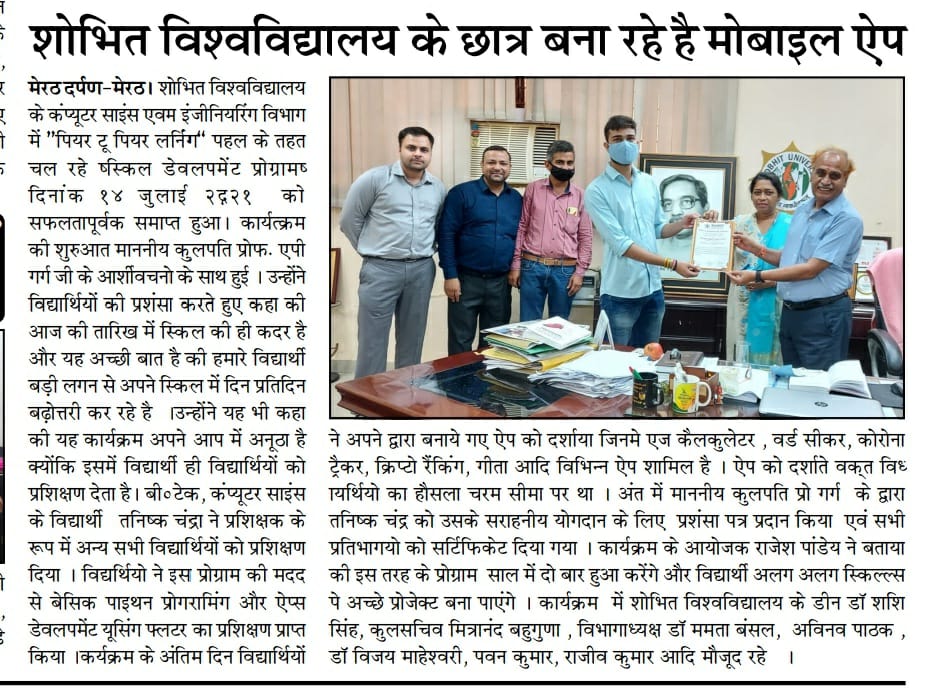 शोभित विश्वविद्यालय के छात्र बना रहे है मोबाइल ऐप
मेरठ दर्पण-मेरठ। शोभित विश्वविद्यालय
के कंप्यूटर साइंस एवम इंजीनियरिंग विभाग
में "पियर टू पियर लर्निंग" पहल के तहत
चल रहे ष्स्किल डेवलपमेंट प्रोग्रामष्
दिनांक १४ जुलाई २द्र२१ को
सफलतापूर्वक समाप्त हुआ। कार्यत्क्रम
की शुरुआत माननीय कुलपति प्रोफ. एपी
गर्ग जी के आर्शीवचनो के साथ हुई । उन्होंने
विद्यार्थियों की प्रशंसा करते हुए कहा की
आज की तारिख में स्किल की ही कदर है
और यह अच्छी बात है की हमारे विद्यार्थी
बड़ी लगन से अपने स्किल में दिन प्रतिदिन
बढ़ोत्तरी कर रहे है ।उन्होंने यह भी कहा
की यह कार्यक्रम अपने आप में अनूठा है
क्योंकि इसमें विद्यार्थी ही विद्यार्थियों को
प्रशिक्षण देता है। बी०टेक, कंप्यूटर साइंस
के विद्यार्थी तनिष्क चंद्रा ने प्रशिक्षक के
रूप में अन्य सभी विद्यार्थियों को प्रशिक्षण
दिया । विद्यर्थियो ने इस प्रोग्राम की मदद
से बेसिक पाइथन प्रोगरामिंग और ऐप्स
डेवलपमेंट यूसिंग फ्लटर का प्रशिक्षण प्राप्त
किया ।कर्यक्रम के अंतिम दिन विद्यार्थियों
ने अपने द्वारा बनाये गए ऐप को दर्शाया जिनमे एज कैलकुलेटर , वर्ड सीकर, कोरोना
ट्रैकर, क्रिप्टो रैंकिंग, गीता आदि विभिन्न ऐप शामिल है । ऐप को दर्शाते वक्त विध
ार्यर्थियो का हौसला चरम सीमा पर था । अंत में माननीय कुलपति प्रो गर्ग के द्वारा
तनिष्क चंद्र को उसके सराहनीय योगदान के लिए प्रशंसा पत्र प्रदान किया एवं सभी
प्रतिभागयो को सर्टिफिकेट दिया गया । कार्यक्रम के आयोजक राजेश पांडेय ने बताया
की इस तरह के प्रोग्राम साल में दो बार हुआ करेंगे और विद्यार्थी अलग अलग स्किल्ल्स
पे अच्छे प्रोजेक्ट बना पाएंगे । कार्यक्रम में शोभित विश्वविद्यालय के डीन डॉ शशि
सिंह, कुलसचिव मित्रानंद बहुगुणा , विभागाध्यक्ष डॉ ममता बंसल, अविनव पाठक ,
डॉ विजय माहेश्वरी, पवन कुमार, राजीव कुमार आदि मौजूद रहे ।